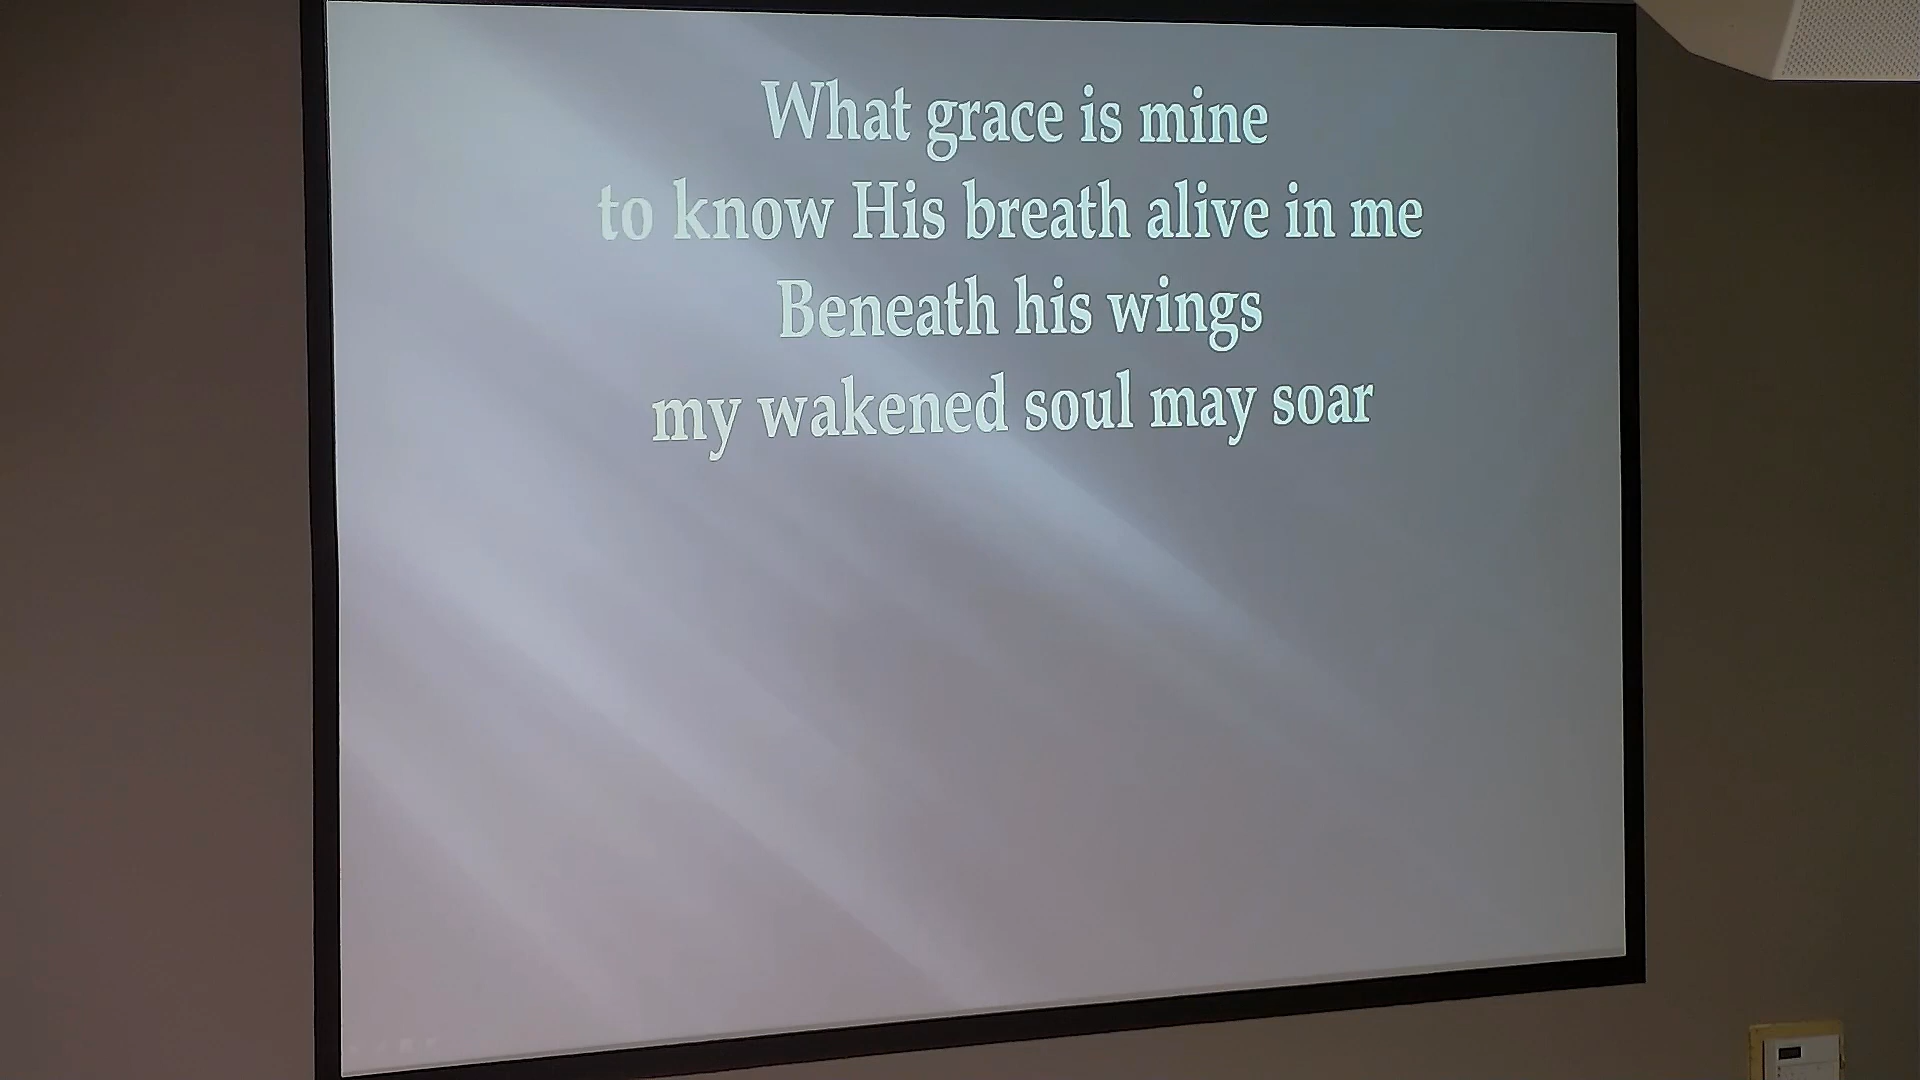 What grace is mine
to know His breath alive in me
Beneath his wings
my wakened soul may soar